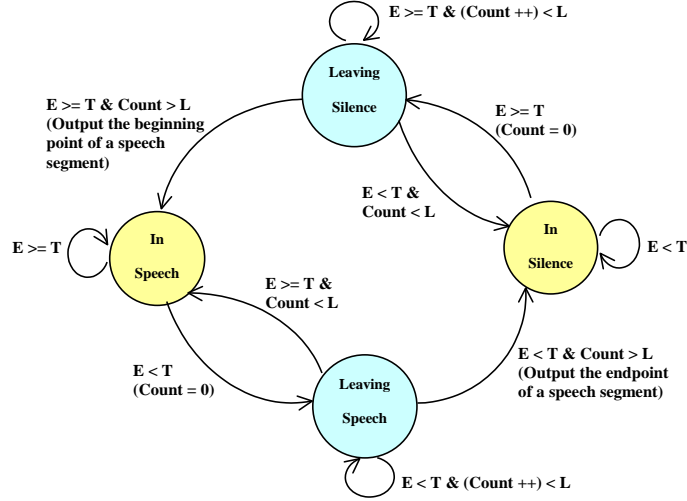 E >= T & (Count ++) < L
Leaving
Silence
E >= T & Count > L
(Output the beginning
point of a speech
segment)
E >= T
(Count = 0)
E < T &
Count < L
In
Speech
E >= T
In
Silence
E < T
E >= T &
Count < L
E < T
(Count = 0)
Leaving
Speech
E < T & Count > L
(Output the endpoint
of a speech segment)
E < T & (Count ++) < L